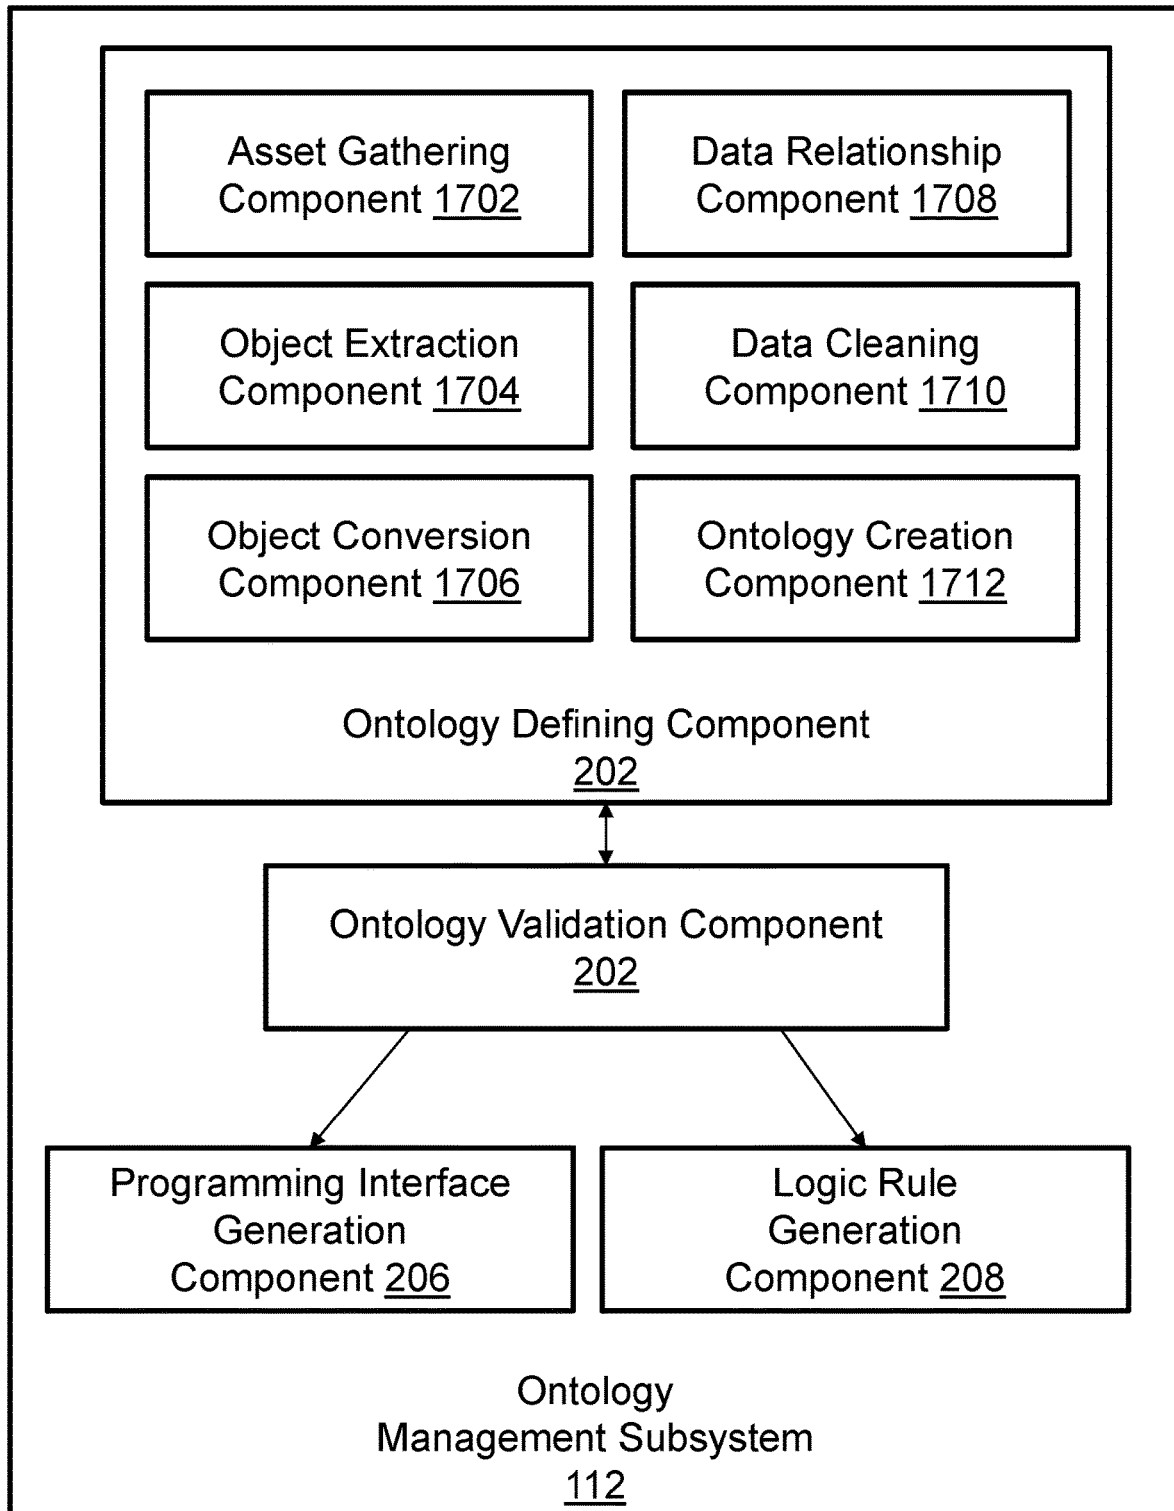 Asset Gathering
Component 1702
Data Relationship
Component 1708
Object Extraction
Component 1704
Data Cleaning
Component 1710
Object Conversion
Component 1706
Ontology Creation
Component 1712
Ontology Defining Component
202
Ontology Validation Component
202
Programming Interface
Generation
Component 206
Logic Rule
Generation
Component 208
Ontology
Management Subsystem
112